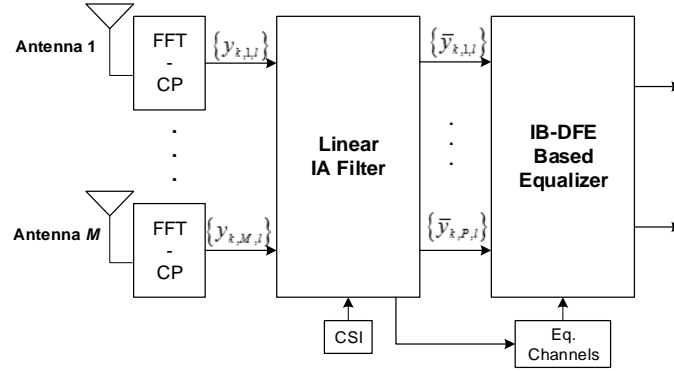 Antenna 1
FFT
-
CP
{y_{k,1,l}}
Linear
IA Filter
{ȳ_{k,1,l}}
IB-DFE
Based
Equalizer
Antenna M
FFT
-
CP
{y_{k,M,l}}
{ȳ_{k,P,l}}
CSI
Eq.
Channels